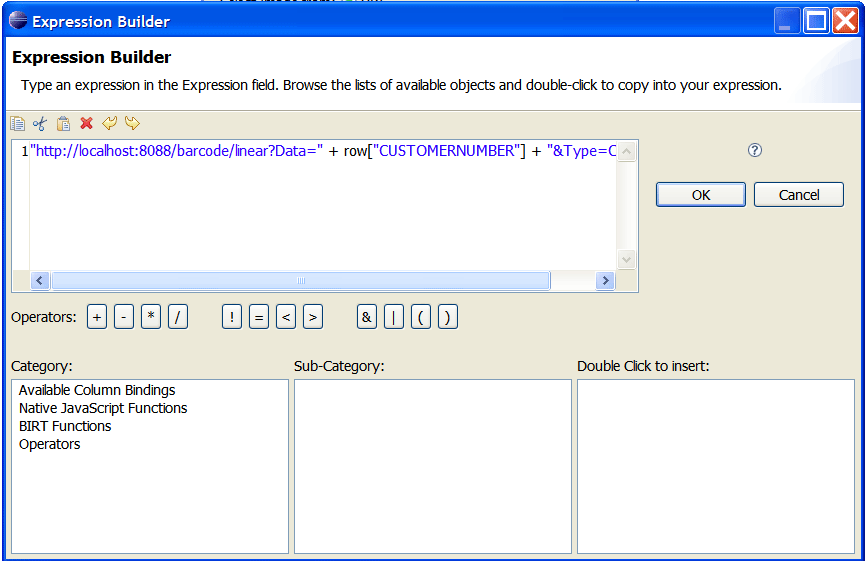 Expression Builder
Expression Builder
Type an expression in the Expression field. Browse the lists of available objects and double-click to copy into your expression.
1"http://localhost:8088/barcode/linear?Data=" + row["CUSTOMERNUMBER"] + "&Type=C
?
OK Cancel
Operators: + - * / ! = < > & | ( )
Category: Sub-Category: Double Click to insert:
Available Column Bindings
Native JavaScript Functions
BIRT Functions
Operators